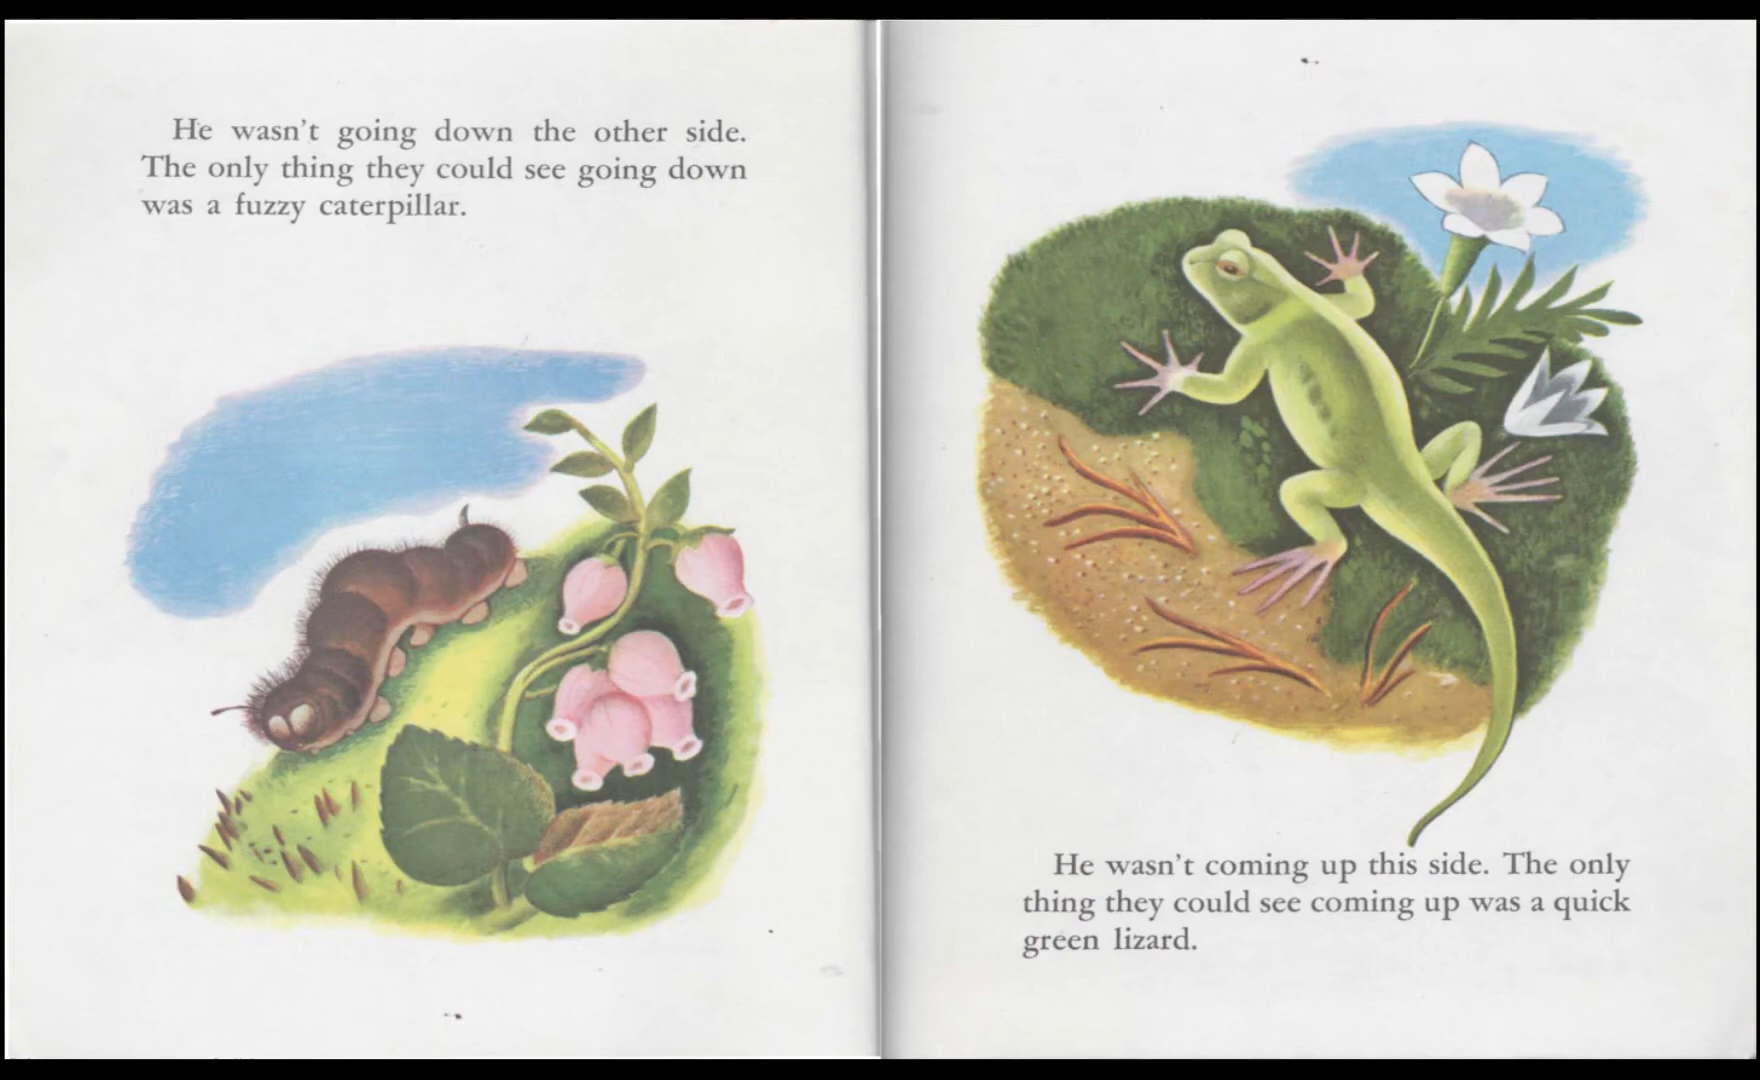 He wasn't going down the other side.
The only thing they could see going down
was a fuzzy caterpillar.
He wasn't coming up this side. The only
thing they could see coming up was a quick
green lizard.